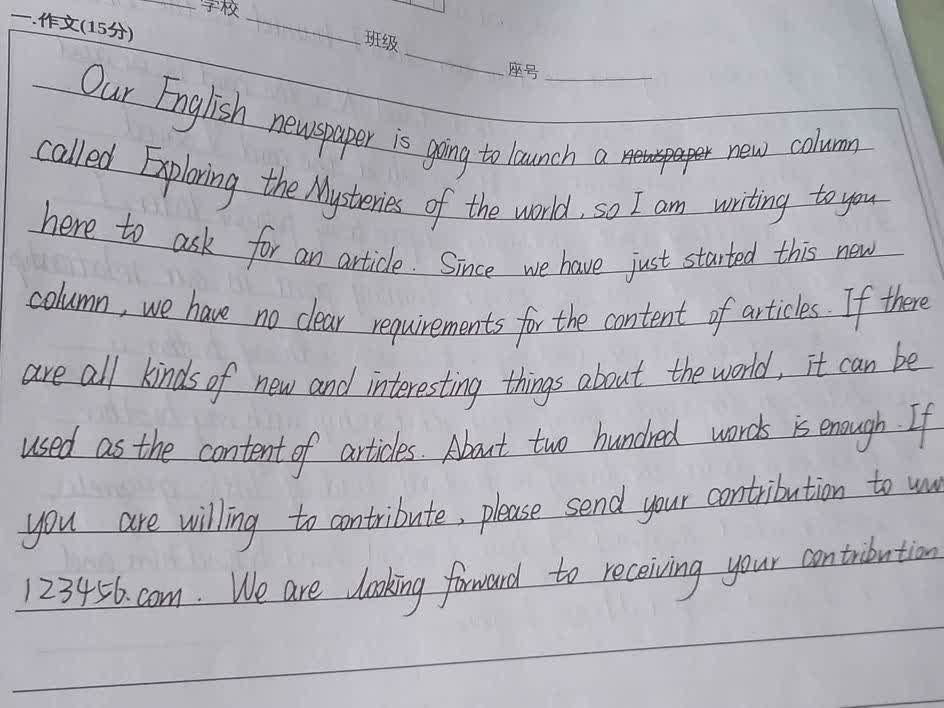 学校
班级
座号
一.作文(15分)
Our English newspaper is going to launch a newspaper new column
called Exploring the Mysteries of the world, so I am writing to you
here to ask for an article. Since we have just started this new
column, we have no clear requirements for the content of articles. If there
are all kinds of new and interesting things about the world, it can be
used as the content of articles. About two hundred words is enough. If
you are willing to contribute, please send your contribution to
123456.com. We are looking forward to receiving your contribution